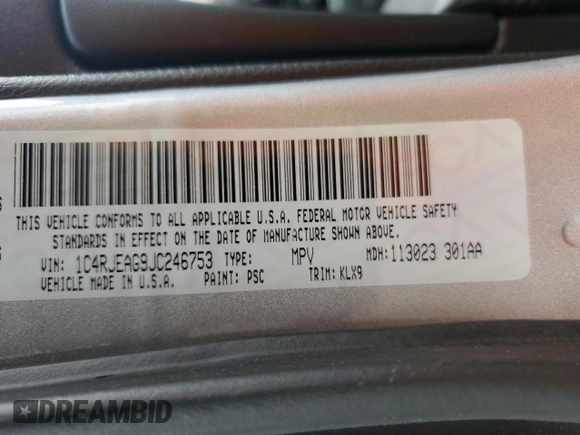 THIS VEHICLE CONFORMS TO ALL APPLICABLE U.S.A. FEDERAL MOTOR VEHICLE SAFETY
STANDARDS IN EFFECT ON THE DATE OF MANUFACTURE SHOWN ABOVE.
VIN: 1C4RJEAG9JC246753 TYPE: MPV MDH:113023 301AA
VEHICLE MADE IN U.S.A. PAINT: PSC TRIM: KLX9
DREAMBID